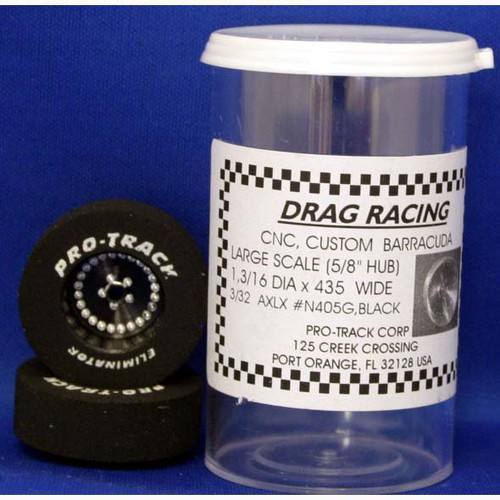 PRO-TRACK
ELIMINATOR
PRO-TRACK
DRAG RACING
CNC, CUSTOM BARRACUDA
LARGE SCALE (5/8" HUB)
1,3/16 DIA x 435 WIDE
3/32 AXLX #N405G,BLACK
PRO-TRACK CORP
125 CREEK CROSSING
PORT ORANGE, FL 32128 USA